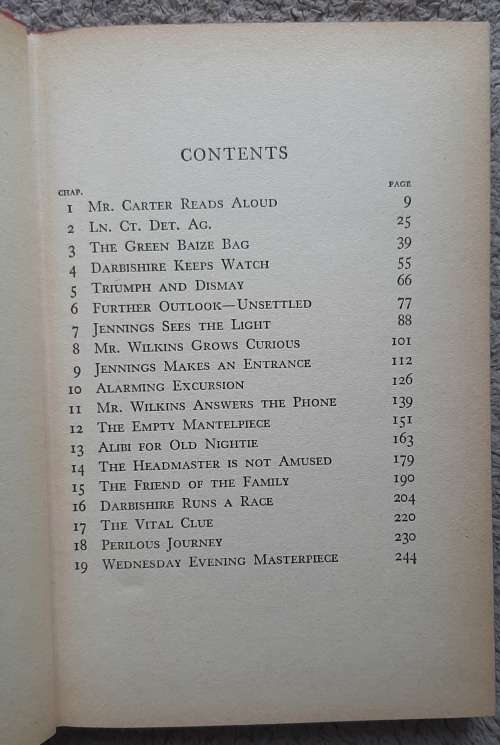 CONTENTS
CHAP. PAGE
1 Mr. Carter Reads Aloud 9
2 Ln. Ct. Det. Ag. 25
3 The Green Baize Bag 39
4 Darbishire Keeps Watch 55
5 Triumph and Dismay 66
6 Further Outlook—Unsettled 77
7 Jennings Sees the Light 88
8 Mr. Wilkins Grows Curious 101
9 Jennings Makes an Entrance 112
10 Alarming Excursion 126
11 Mr. Wilkins Answers the Phone 139
12 The Empty Mantelpiece 151
13 Alibi for Old Nightie 163
14 The Headmaster is not Amused 179
15 The Friend of the Family 190
16 Darbishire Runs a Race 204
17 The Vital Clue 220
18 Perilous Journey 230
19 Wednesday Evening Masterpiece 244